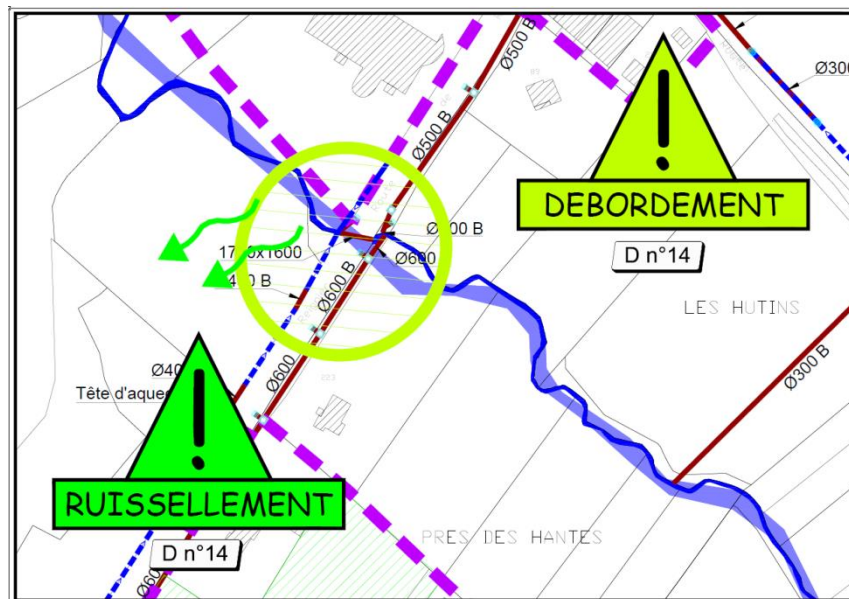 Ø500 B
Ø300
Ø500 B
DEBORDEMENT
D n°14
Ø600
Ø600 B
LES HUTINS
Ø600
Ø300 B
Tête d'aque
RUISSELLEMENT
D n°14
PRES DES HANTES